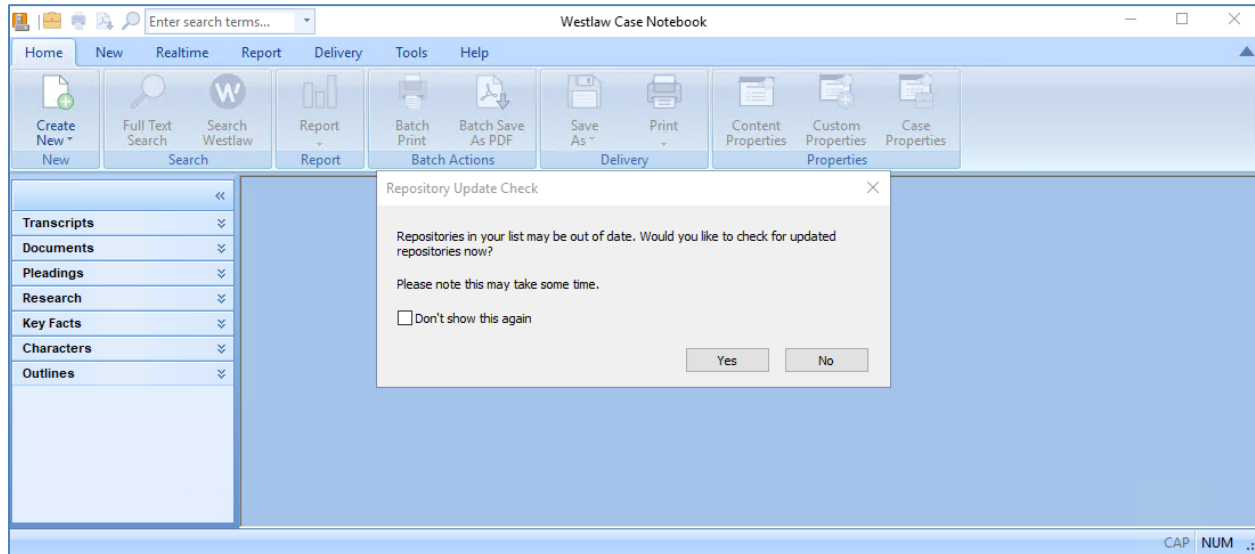 Enter search terms...
Westlaw Case Notebook
Home New Realtime Report Delivery Tools Help
Create New
Full Text Search
Search Westlaw
Report
Batch Print
Batch Save As PDF
Save As
Print
Content Properties
Custom Properties
Case Properties
New Search Report Batch Actions Delivery Properties
Transcripts
Documents
Pleadings
Research
Key Facts
Characters
Outlines
Repository Update Check
Repositories in your list may be out of date. Would you like to check for updated
repositories now?
Please note this may take some time.
Don't show this again
Yes No
CAP NUM